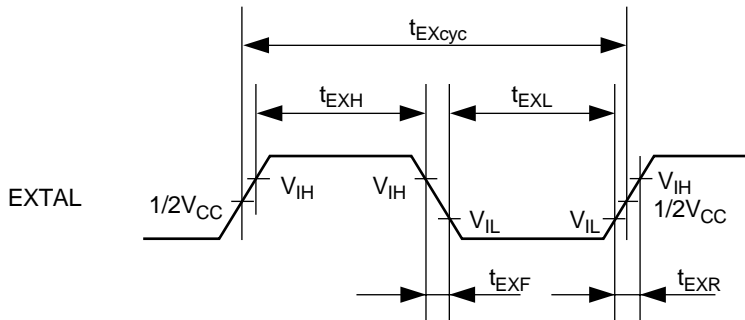 tEXcyc
tEXH tEXL
EXTAL
1/2VCC VIH VIH VIL VIL VIH 1/2VCC
tEXF tEXR